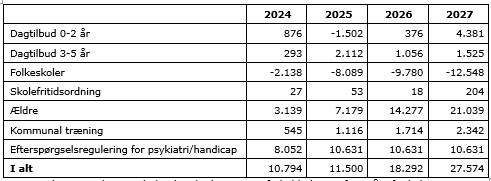 2024 2025 2026 2027
Dagtilbud 0-2 år 876 -1.502 376 4.381
Dagtilbud 3-5 år 293 2.112 1.056 1.525
Folkeskoler -2.138 -8.089 -9.780 -12.548
Skolefritidsordning 27 53 18 204
Ældre 3.139 7.179 14.277 21.039
Kommunal træning 545 1.116 1.714 2.342
Efterspørgselsregulering for psykiatri/handicap 8.052 10.631 10.631 10.631
I alt 10.794 11.500 18.292 27.574